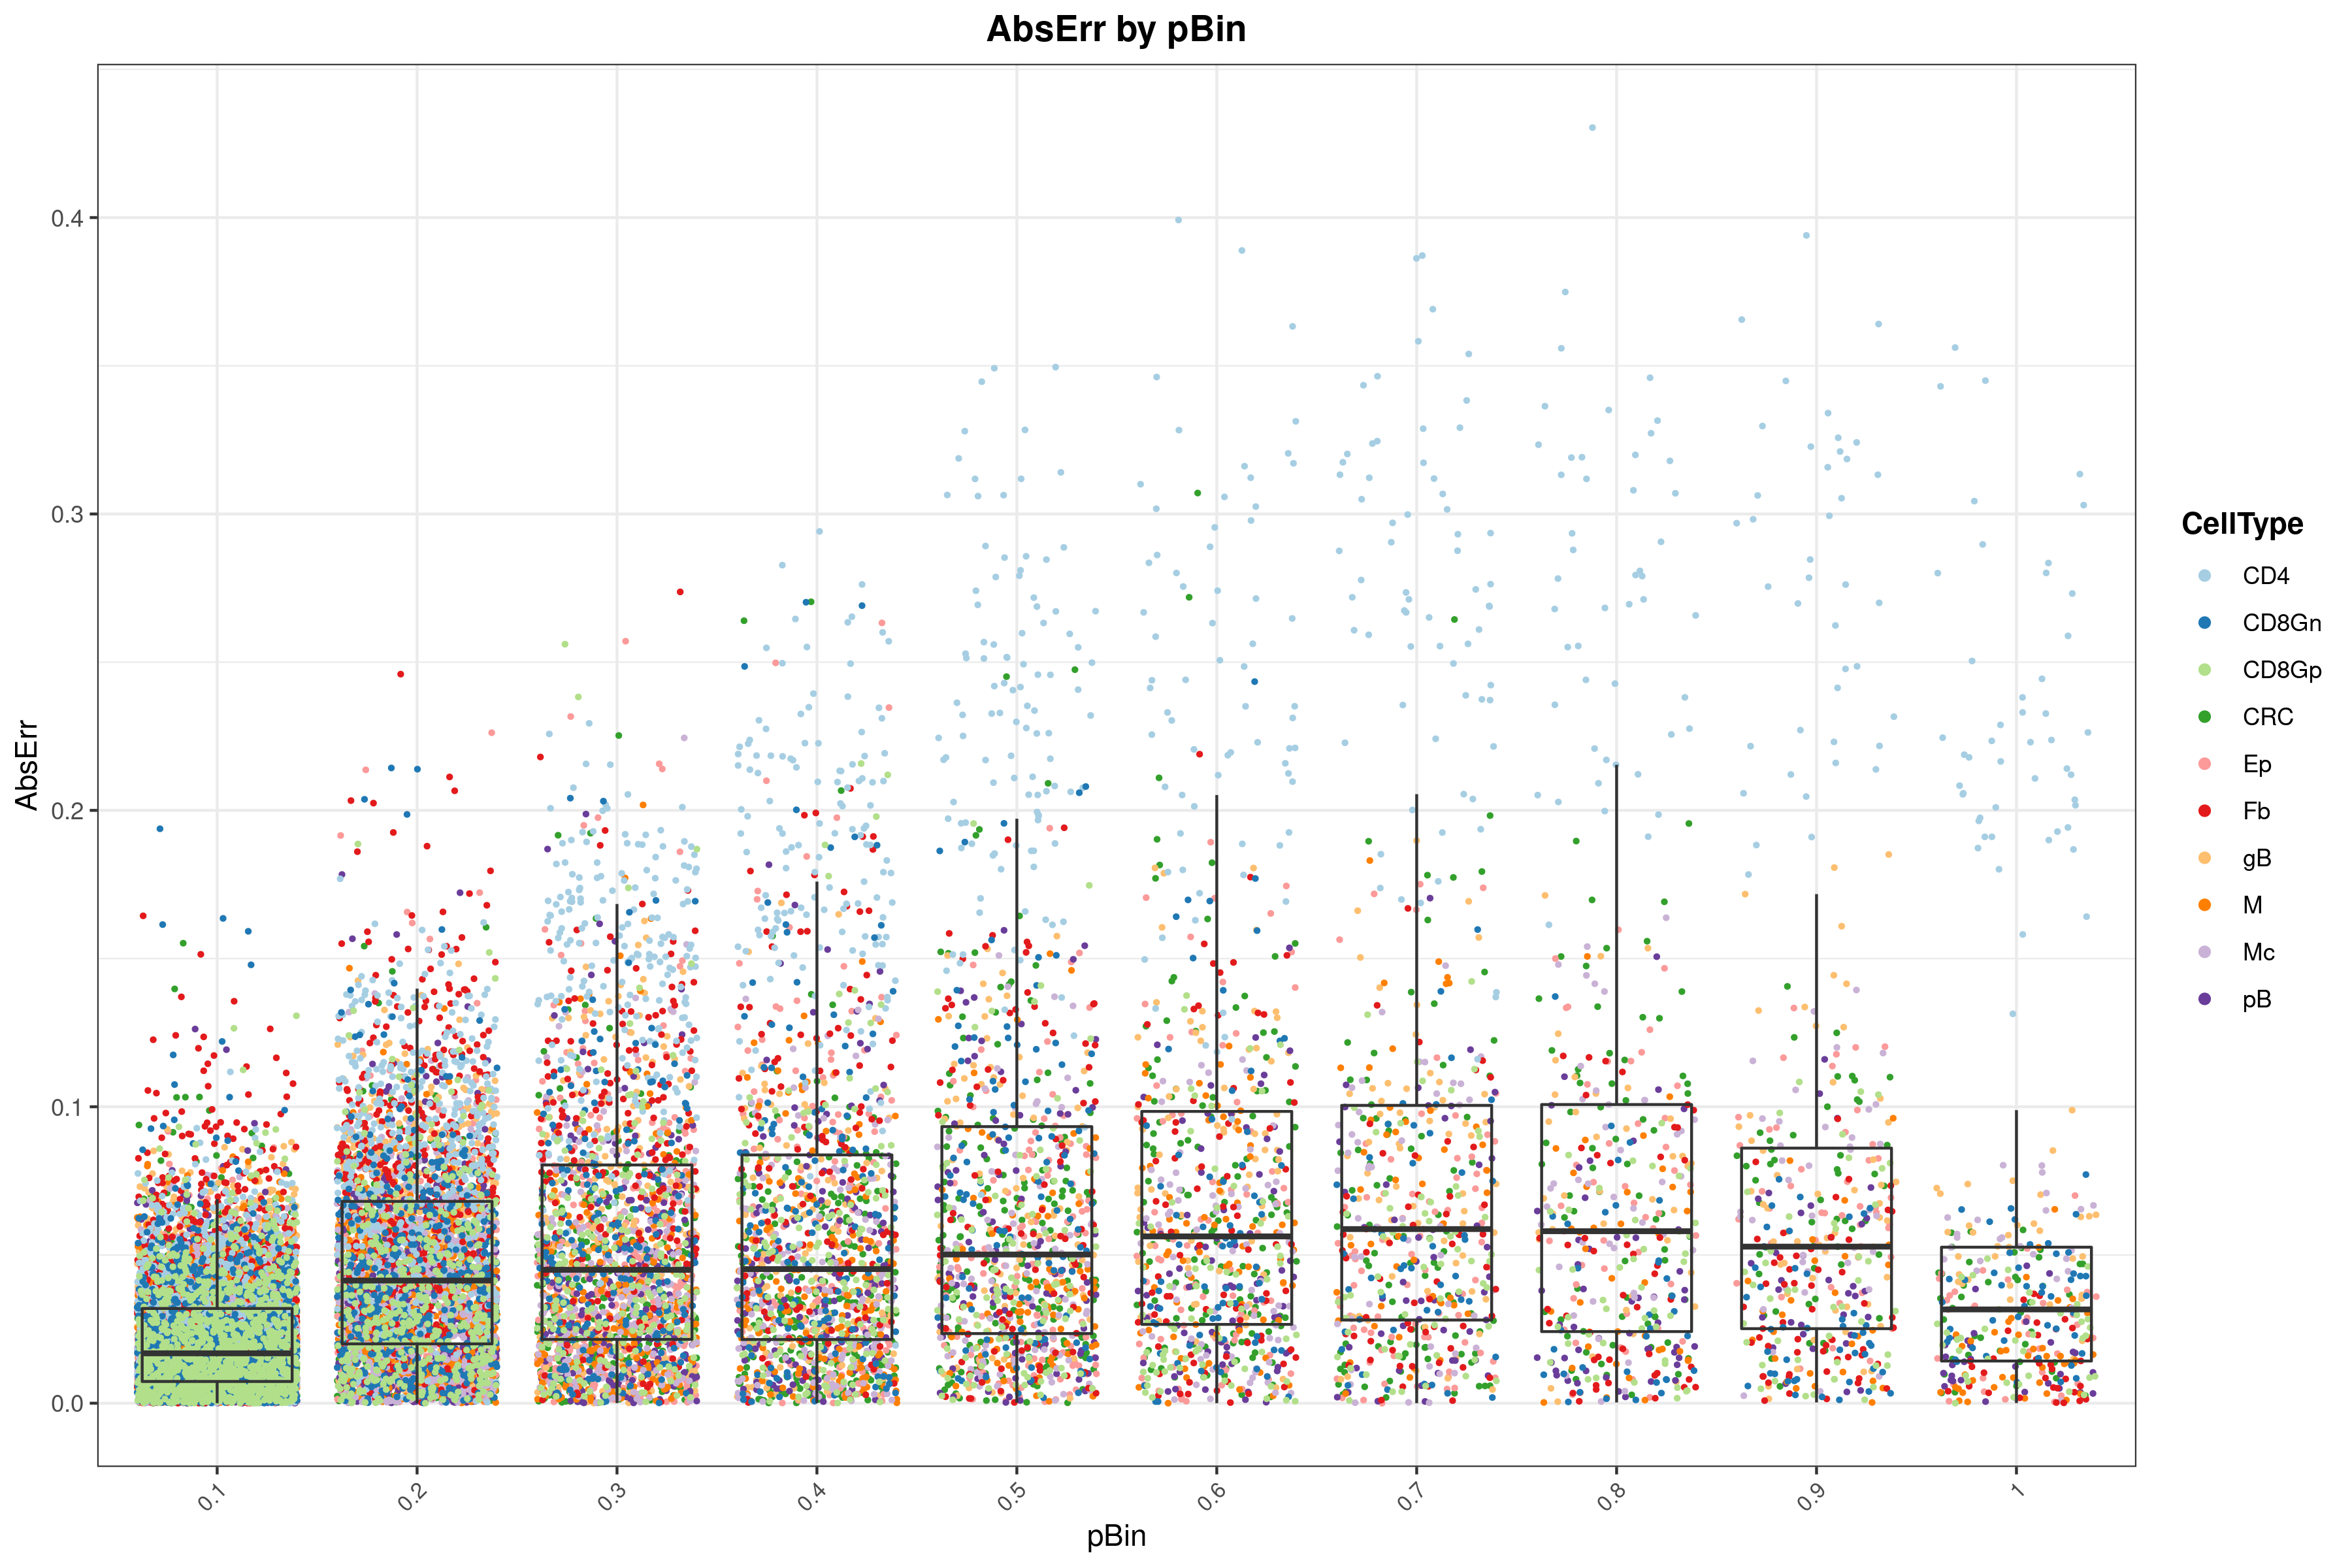 AbsErr by pBin
AbsErr
0.4
0.3
0.2
0.1
0.0
0.1
0.2
0.3
0.4
0.5
0.6
0.7
0.8
0.9
1
pBin
CellType
CD4
CD8Gn
CD8Gp
CRC
Ep
Fb
gB
M
Mc
pB